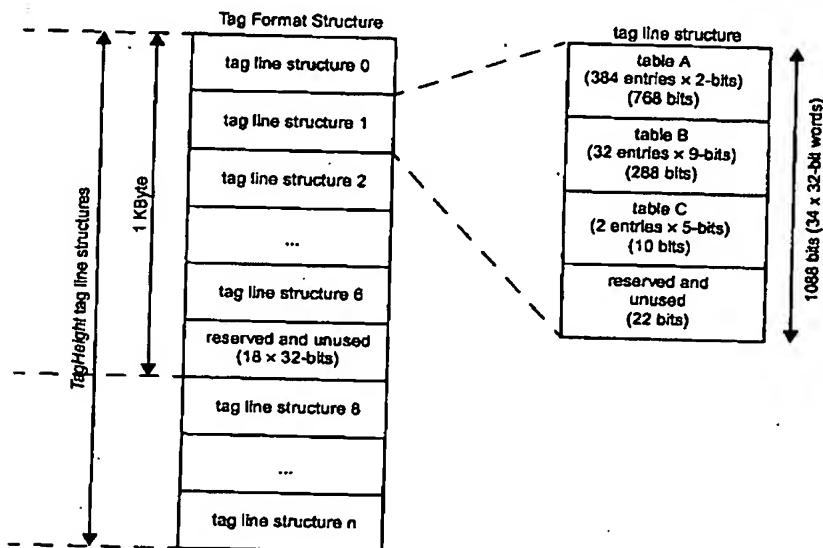 Tag Format Structure
tag line structure 0
tag line structure 1
tag line structure 2
...
tag line structure 6
reserved and unused
(18 x 32-bits)
tag line structure 8
...
tag line structure n
TagHeight tag line structures
1 KByte
tag line structure
table A
(384 entries x 2-bits)
(768 bits)
table B
(32 entries x 9-bits)
(288 bits)
table C
(2 entries x 5-bits)
(10 bits)
reserved and
unused
(22 bits)
1088 bits (34 x 32-bit words)